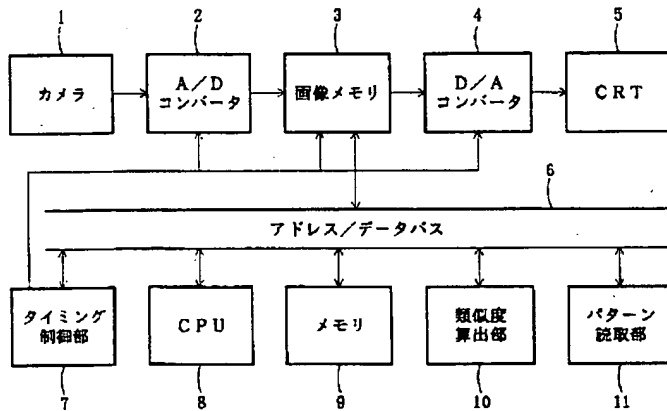 1
2
3
4
5
カメラ
A/D
コンバータ
画像メモリ
D/A
コンバータ
CRT
6
アドレス/データバス
タイミング
制御部
CPU
メモリ
類似度
算出部
パターン
読取部
7
8
9
10
11